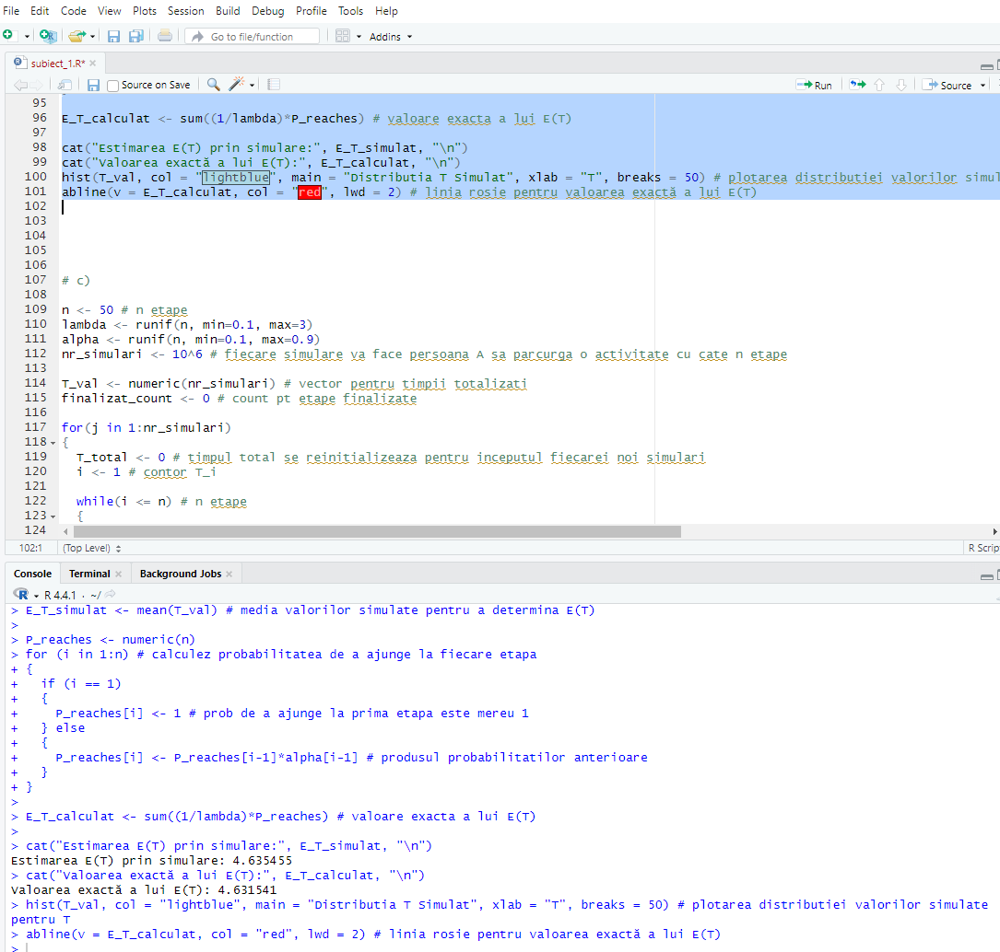 File Edit Code View Plots Session Build Debug Profile Tools Help
Go to file/function Addins
subiect_1.R*
Source on Save Run Source
95
96 E_T_calculat <- sum((1/lambda)*P_reaches) # valoare exacta a lui E(T)
97
98 cat("Estimarea E(T) prin simulare:", E_T_simulat, "\n")
99 cat("Valoarea exactă a lui E(T):", E_T_calculat, "\n")
100 hist(T_val, col = "lightblue", main = "Distributia T Simulat", xlab = "T", breaks = 50) # plotarea distributiei valorilor simul
101 abline(v = E_T_calculat, col = "red", lwd = 2) # linia rosie pentru valoarea exactă a lui E(T)
102
103
104
105
106
107 # c)
108
109 n <- 50 # n etape
110 lambda <- runif(n, min=0.1, max=3)
111 alpha <- runif(n, min=0.1, max=0.9)
112 nr_simulari <- 10^6 # fiecare simulare va face persoana A sa parcurga o activitate cu cate n etape
113
114 T_val <- numeric(nr_simulari) # vector pentru timpii totalizati
115 finalizat_count <- 0 # count pt etape finalizate
116
117 for(j in 1:nr_simulari)
118 {
119 T_total <- 0 # timpul total se reinitializeaza pentru inceputul fiecarei noi simulari
120 i <- 1 # contor T_i
121
122 while(i <= n) # n etape
123 {
124
102:1 (Top Level) R Scrip
Console Terminal Background Jobs
R 4.4.1 · ~/
> E_T_simulat <- mean(T_val) # media valorilor simulate pentru a determina E(T)
>
> P_reaches <- numeric(n)
> for (i in 1:n) # calculez probabilitatea de a ajunge la fiecare etapa
+ {
+ if (i == 1)
+ {
+ P_reaches[i] <- 1 # prob de a ajunge la prima etapa este mereu 1
+ } else
+ {
+ P_reaches[i] <- P_reaches[i-1]*alpha[i-1] # produsul probabilitatilor anterioare
+ }
+ }
>
> E_T_calculat <- sum((1/lambda)*P_reaches) # valoare exacta a lui E(T)
>
> cat("Estimarea E(T) prin simulare:", E_T_simulat, "\n")
Estimarea E(T) prin simulare: 4.635455
> cat("Valoarea exactă a lui E(T):", E_T_calculat, "\n")
Valoarea exactă a lui E(T): 4.631541
> hist(T_val, col = "lightblue", main = "Distributia T Simulat", xlab = "T", breaks = 50) # plotarea distributiei valorilor simulate
pentru T
> abline(v = E_T_calculat, col = "red", lwd = 2) # linia rosie pentru valoarea exactă a lui E(T)
>